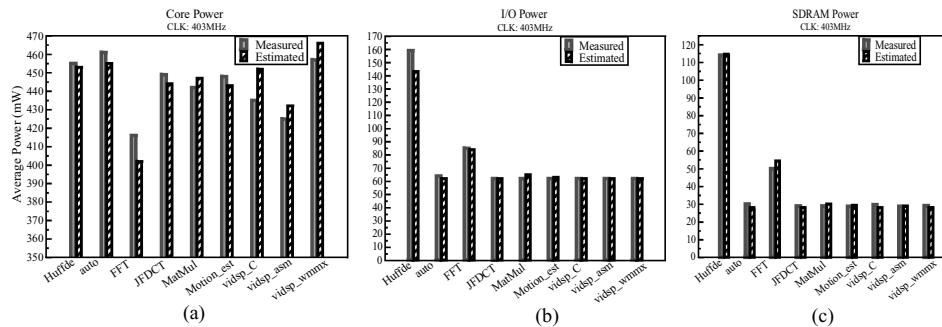 Core Power
CLK: 403MHz
Measured
Estimated
Average Power (mW)
470
460
450
440
430
420
410
400
390
380
370
360
350
Huffde
auto
FFT
JFDCT
MatMul
Motion_est
vidsp_C
vidsp_asm
vidsp_wmmx
(a)
I/O Power
CLK: 403MHz
Measured
Estimated
170
160
150
140
130
120
110
100
90
80
70
60
50
40
30
20
10
0
Huffde
auto
FFT
JFDCT
MatMul
Motion_est
vidsp_C
vidsp_asm
vidsp_wmmx
(b)
SDRAM Power
CLK: 403MHz
Measured
Estimated
120
110
100
90
80
70
60
50
40
30
20
10
0
Huffde
auto
FFT
JFDCT
MatMul
Motion_est
vidsp_C
vidsp_asm
vidsp_wmmx
(c)